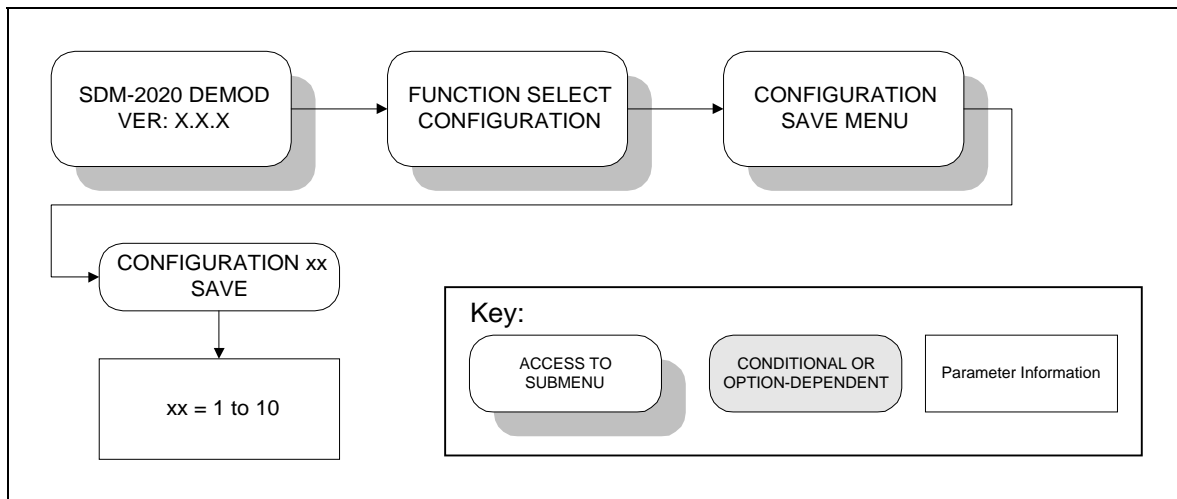 SDM-2020 DEMOD
VER: X.X.X
FUNCTION SELECT
CONFIGURATION
CONFIGURATION
SAVE MENU
CONFIGURATION xx
SAVE
xx = 1 to 10
Key:
ACCESS TO
SUBMENU
CONDITIONAL OR
OPTION-DEPENDENT
Parameter Information